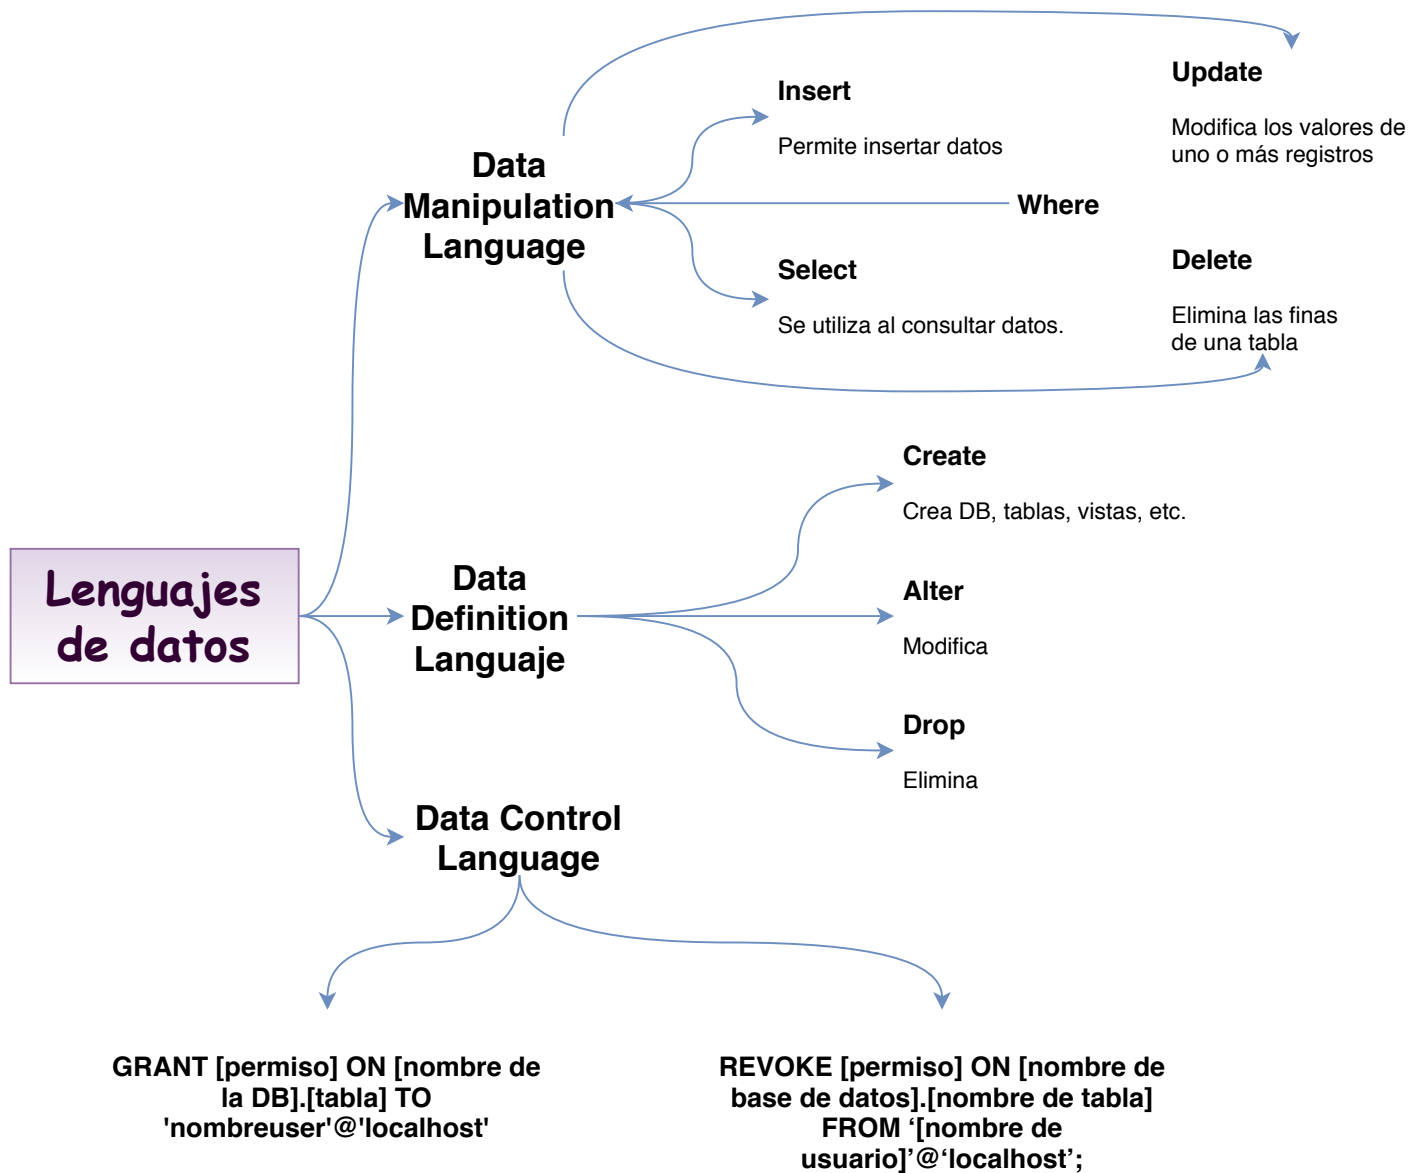 Lenguajes
de datos
Data
Manipulation
Language
Insert
Permite insertar datos
Where
Select
Se utiliza al consultar datos.
Update
Modifica los valores de
uno o más registros
Delete
Elimina las finas
de una tabla
Data
Definition
Languaje
Create
Crea DB, tablas, vistas, etc.
Alter
Modifica
Drop
Elimina
Data Control
Language
GRANT [permiso] ON [nombre de
la DB].[tabla] TO
'nombreuser'@'localhost'
REVOKE [permiso] ON [nombre de
base de datos].[nombre de tabla]
FROM ‘[nombre de
usuario]’@‘localhost’;